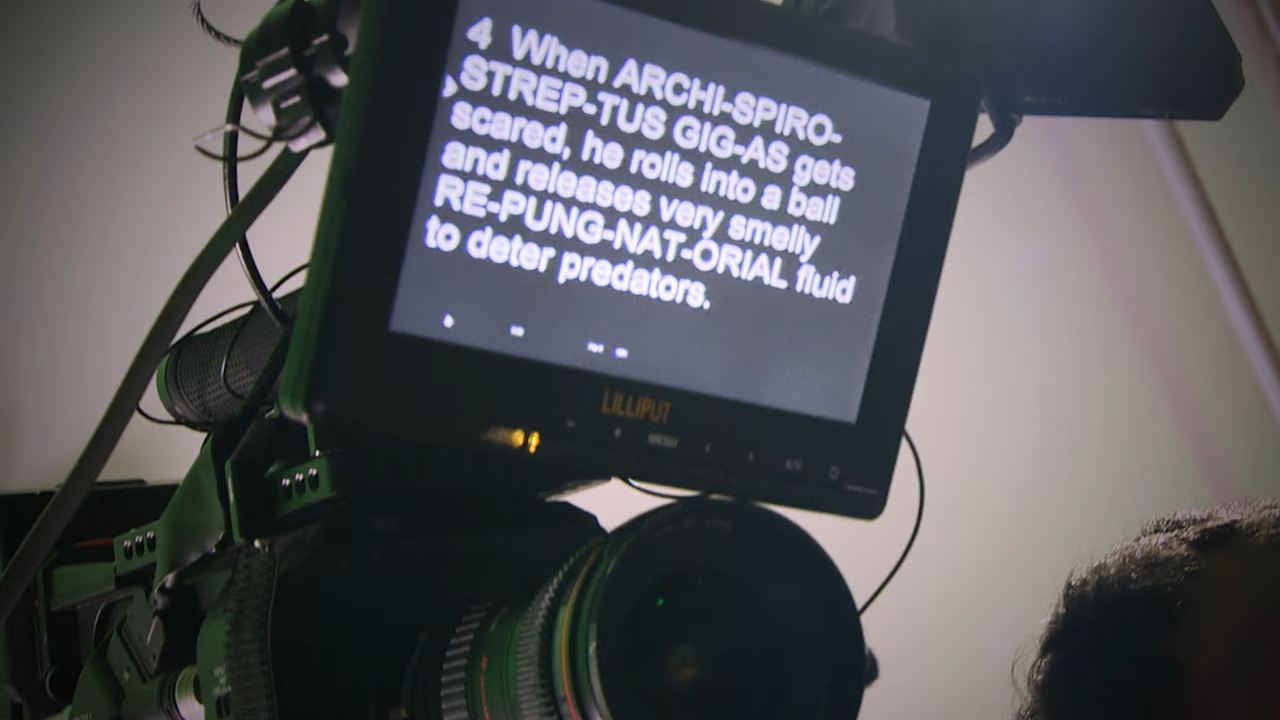 4 When ARCHI-SPIRO-
STREP-TUS GIG-AS gets
scared, he rolls into a ball
and releases very smelly
RE-PUNG-NAT-ORIAL fluid
to deter predators.
LILLIPUT
MENU